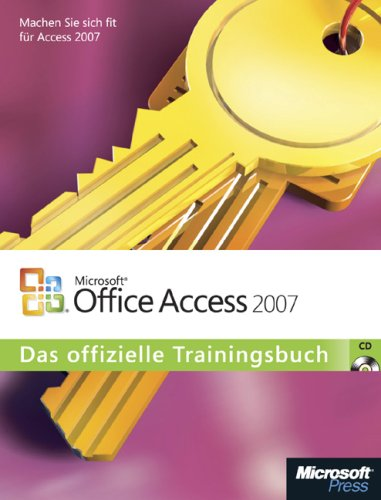 Machen Sie sich fit
für Access 2007
Microsoft®
Office Access 2007
Das offizielle Trainingsbuch
CD
Microsoft®
Press